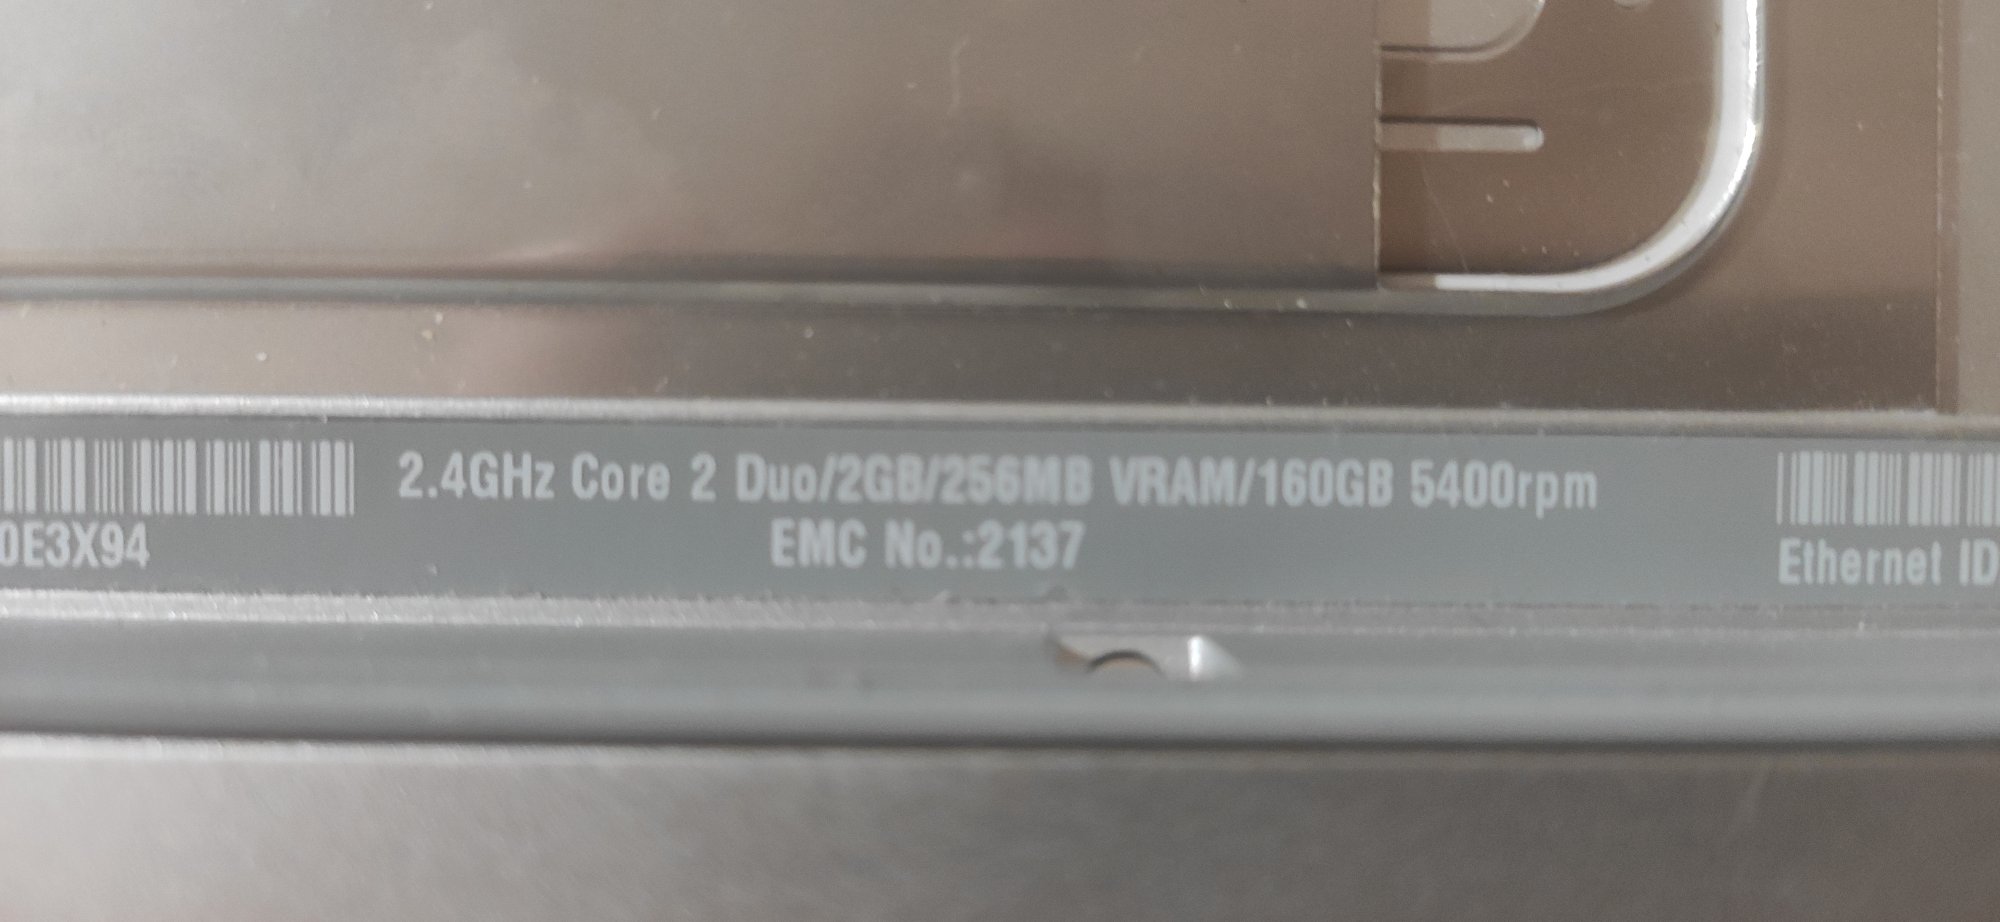 2.4GHz Core 2 Duo/2GB/256MB VRAM/160GB 5400rpm
0E3X94
EMC No.:2137
Ethernet ID